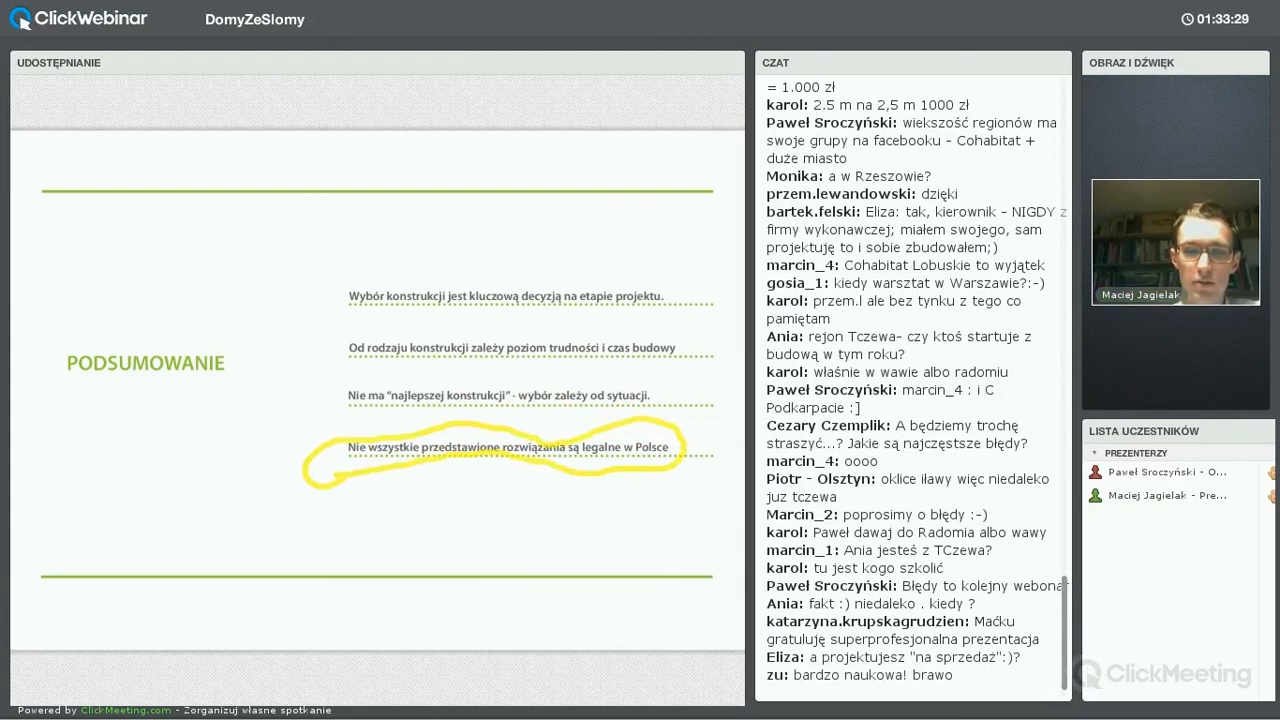 ClickWebinar
DomyZeSlomy
01:33:29
UDOSTĘPNIANIE
PODSUMOWANIE
Wybór konstrukcji jest kluczową decyzją na etapie projektu.
Od rodzaju konstrukcji zależy poziom trudności i czas budowy
Nie ma "najlepszej konstrukcji" - wybór zależy od sytuacji.
Nie wszystkie przedstawione rozwiązania są legalne w Polsce
CZAT
= 1.000 zł
karol: 2.5 m na 2,5 m 1000 zł
Paweł Sroczyński: wiekszość regionów ma
swoje grupy na facebooku - Cohabitat +
duże miasto
Monika: a w Rzeszowie?
przem.lewandowski: dzięki
bartek.felski: Eliza: tak, kierownik - NIGDY z
firmy wykonawczej; miałem swojego, sam
projektuję to i sobie zbudowałem;)
marcin_4: Cohabitat Lobuskie to wyjątek
gosia_1: kiedy warsztat w Warszawie?:-)
karol: przem.l ale bez tynku z tego co
pamiętam
Ania: rejon Tczewa- czy ktoś startuje z
budową w tym roku?
karol: właśnie w wawie albo radomiu
Paweł Sroczyński: marcin_4 : i C
Podkarpacie :]
Cezary Czemplik: A będziemy trochę
straszyć...? Jakie są najczęstsze błędy?
marcin_4: oooo
Piotr - Olsztyn: oklice iławy więc niedaleko
juz tczewa
Marcin_2: poprosimy o błędy :-)
karol: Paweł dawaj do Radomia albo wawy
marcin_1: Ania jesteś z TCzewa?
karol: tu jest kogo szkolić
Paweł Sroczyński: Błędy to kolejny webonar
Ania: fakt :) niedaleko . kiedy ?
katarzyna.krupskagrudzien: Maćku
gratuluję superprofesjonalna prezentacja
Eliza: a projektujesz "na sprzedaż":)?
zu: bardzo naukowa! brawo
OBRAZ I DŹWIĘK
Maciej Jagielak
LISTA UCZESTNIKÓW
PREZENTERZY
Paweł Sroczyński - O...
Maciej Jagielak - Pre...
ClickMeeting
Powered by ClickMeeting.com - Zorganizuj własne spotkanie